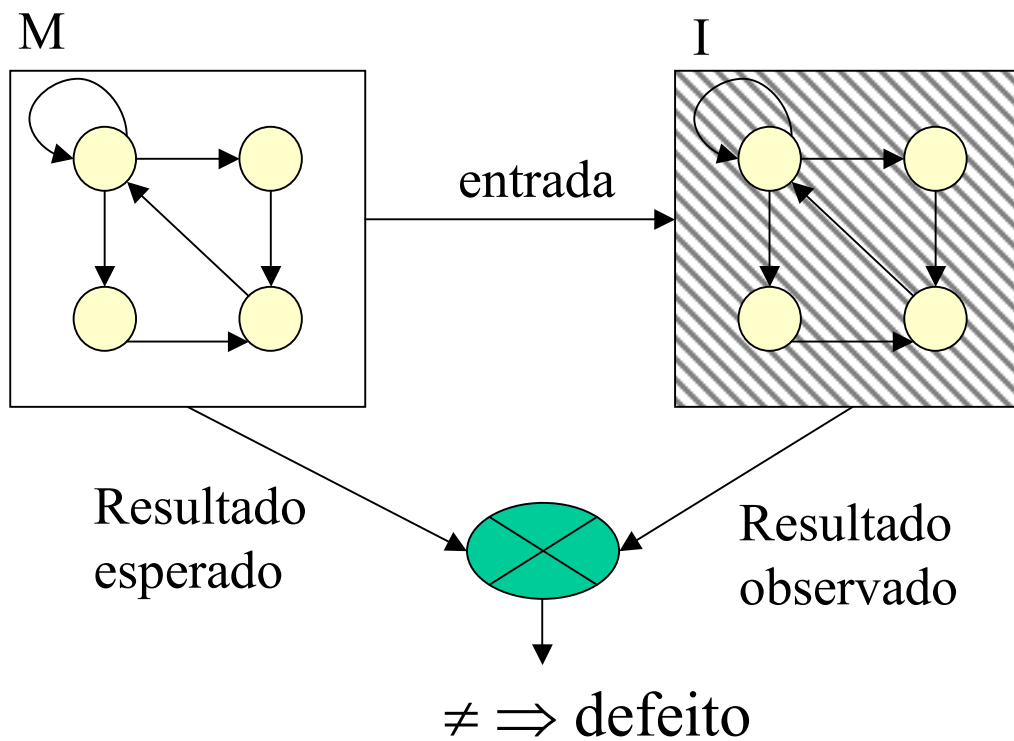 M
I
entrada
Resultado
esperado
Resultado
observado
≠ ⇒ defeito